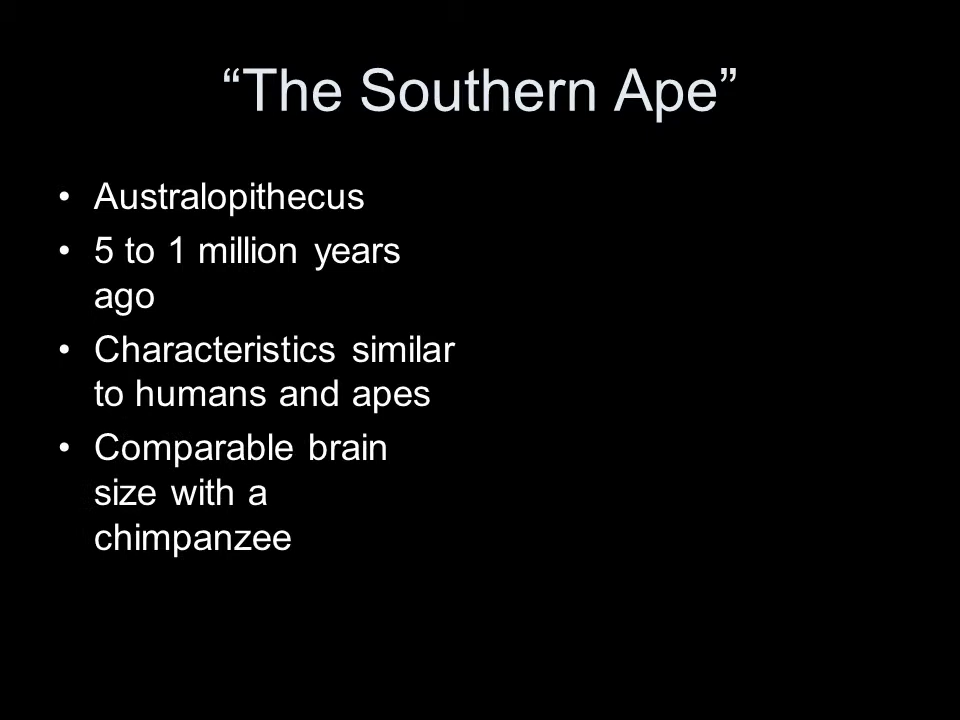 “The Southern Ape”
• Australopithecus
• 5 to 1 million years
ago
• Characteristics similar
to humans and apes
• Comparable brain
size with a
chimpanzee